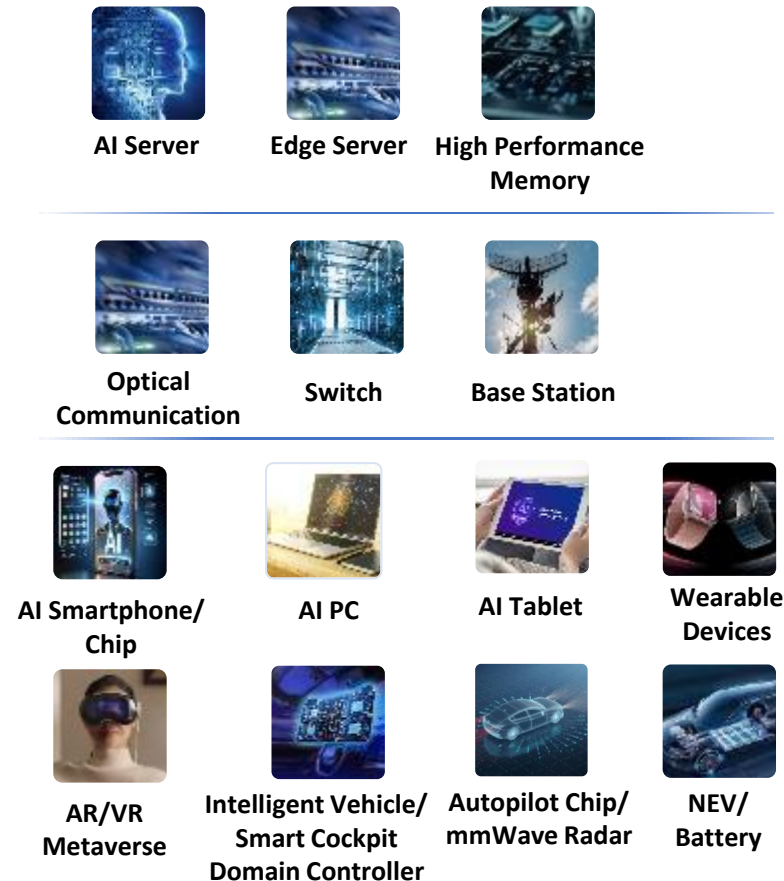 AI Server
Edge Server
High Performance
Memory
Optical
Communication
Switch
Base Station
AI
AI Smartphone/
Chip
AI PC
AI Tablet
Wearable
Devices
AR/VR
Metaverse
Intelligent Vehicle/
Smart Cockpit
Domain Controller
Autopilot Chip/
mmWave Radar
NEV/
Battery